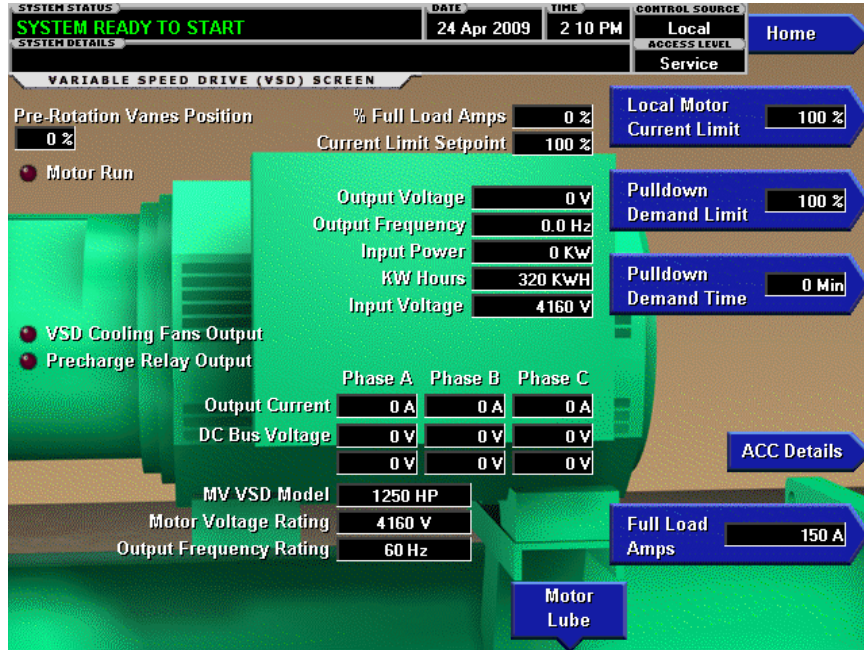 SYSTEM STATUS
SYSTEM READY TO START
DATE
24 Apr 2009
TIME
2 10 PM
CONTROL SOURCE
Local
ACCESS LEVEL
Service
Home
SYSTEM DETAILS
VARIABLE SPEED DRIVE (VSD) SCREEN
Pre-Rotation Vanes Position
0 %
Motor Run
% Full Load Amps 0 %
Current Limit Setpoint 100 %
Local Motor
Current Limit 100 %
Output Voltage 0 V
Output Frequency 0.0 Hz
Input Power 0 KW
KW Hours 320 KWH
Input Voltage 4160 V
Pulldown
Demand Limit 100 %
Pulldown
Demand Time 0 Min
VSD Cooling Fans Output
Precharge Relay Output
Phase A Phase B Phase C
Output Current 0 A 0 A 0 A
DC Bus Voltage 0 V 0 V 0 V
0 V 0 V 0 V
ACC Details
MV VSD Model 1250 HP
Motor Voltage Rating 4160 V
Output Frequency Rating 60 Hz
Full Load
Amps 150 A
Motor
Lube